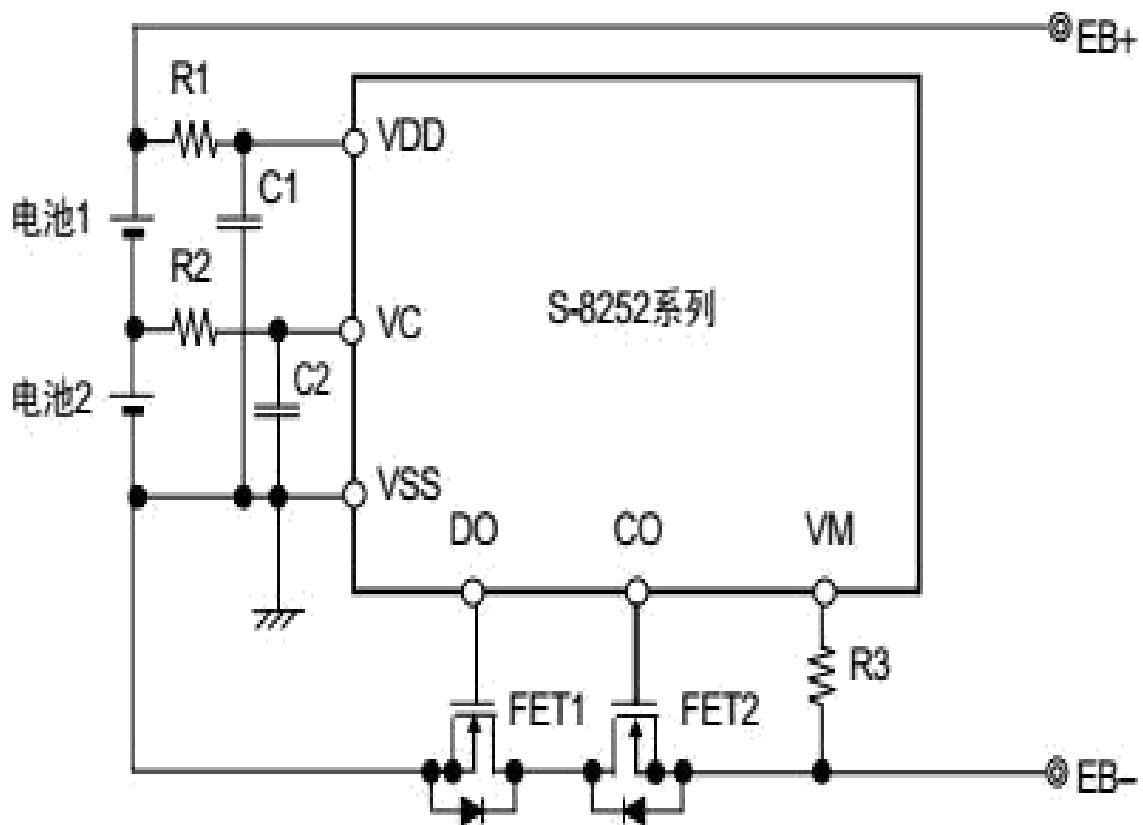 EB+
R1
VDD
C1
电池1
R2
S-8252系列
VC
C2
电池2
VSS
DO
CO
VM
R3
FET1
FET2
EB−